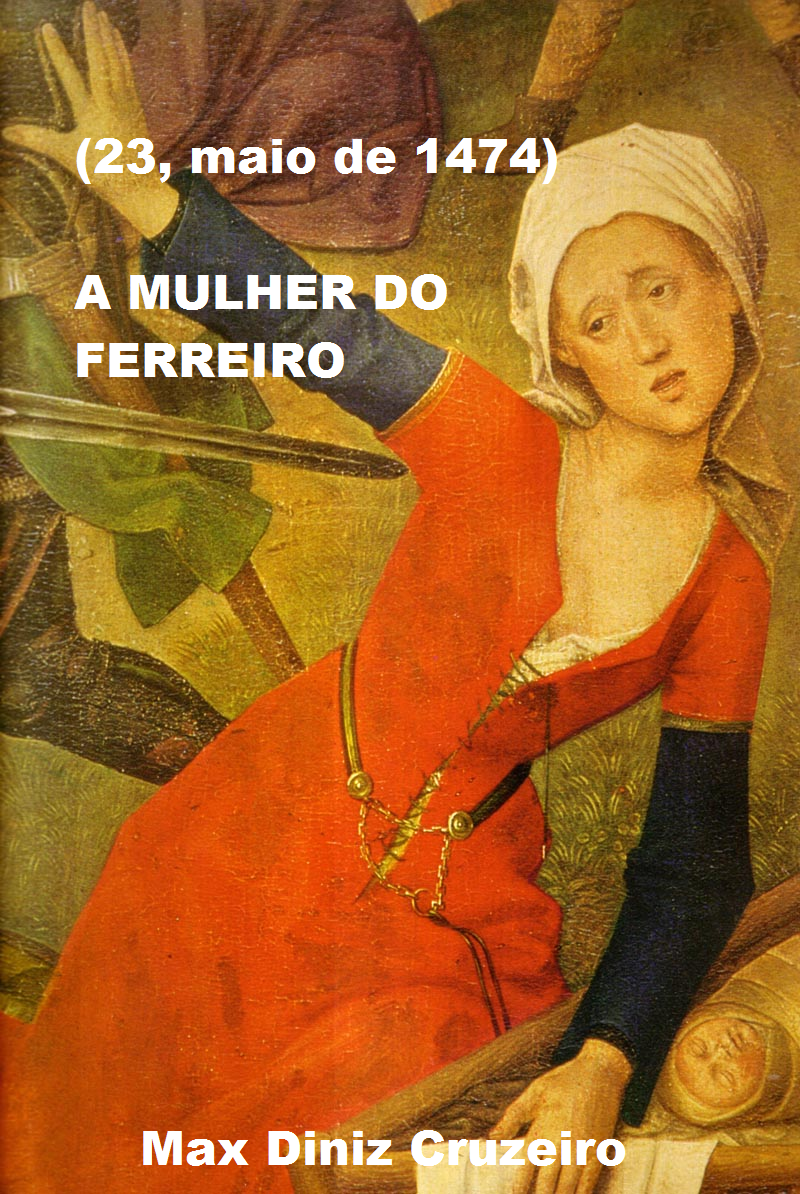 (23, maio de 1474)
A MULHER DO
FERREIRO
Max Diniz Cruzeiro